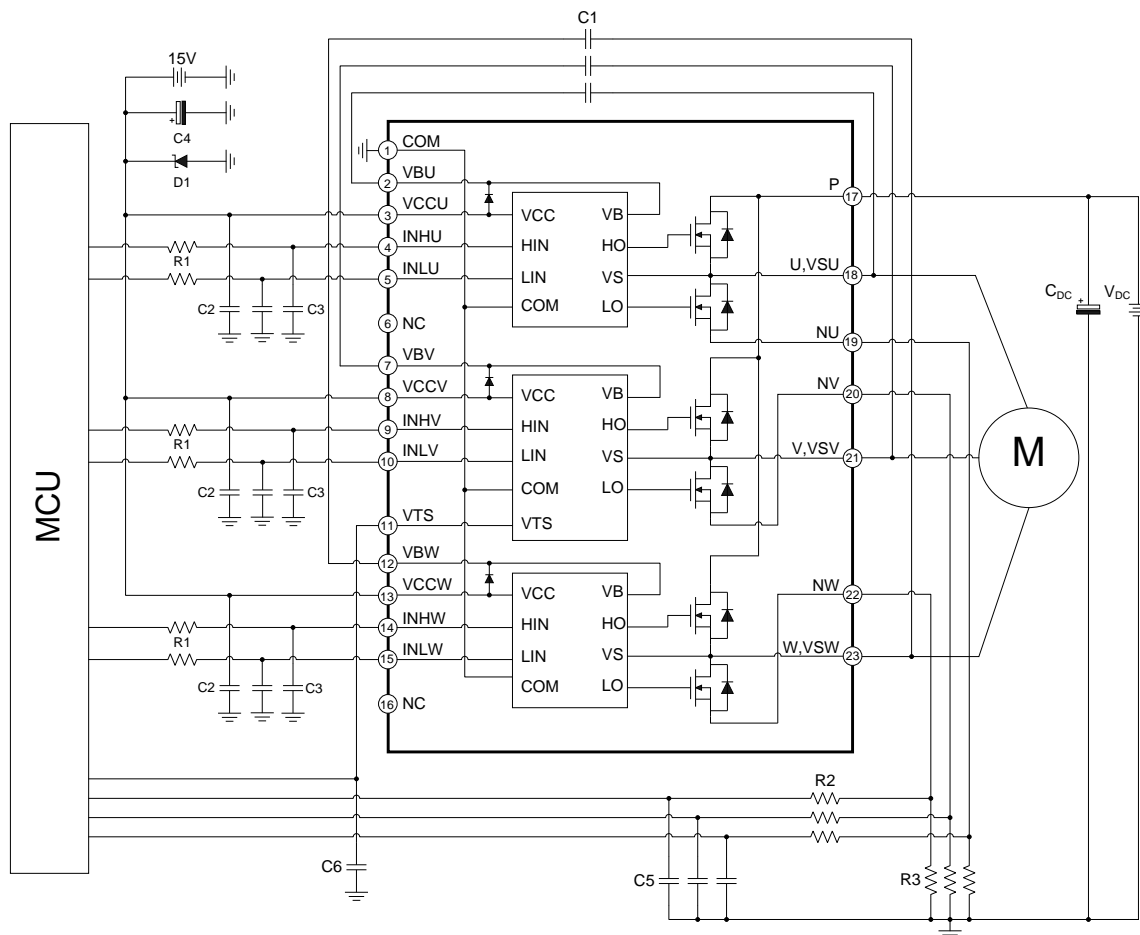 C1
15V
+
C4
D1
MCU
1 COM
2 VBU
3 VCCU
4 INHU
R1
5 INLU
C2
C3
6 NC
VCC
HIN
LIN
COM
VB
HO
VS
LO
P 17
U,VSU 18
NU 19
CDC
+
VDC
7 VBV
8 VCCV
9 INHV
R1
10 INLV
C2
C3
11 VTS
VCC
HIN
LIN
COM
VTS
VB
HO
VS
LO
NV 20
V,VSV 21
M
12 VBW
13 VCCW
14 INHW
R1
15 INLW
C2
C3
16 NC
VCC
HIN
LIN
COM
VB
HO
VS
LO
NW 22
W,VSW 23
R2
C6
C5
R3